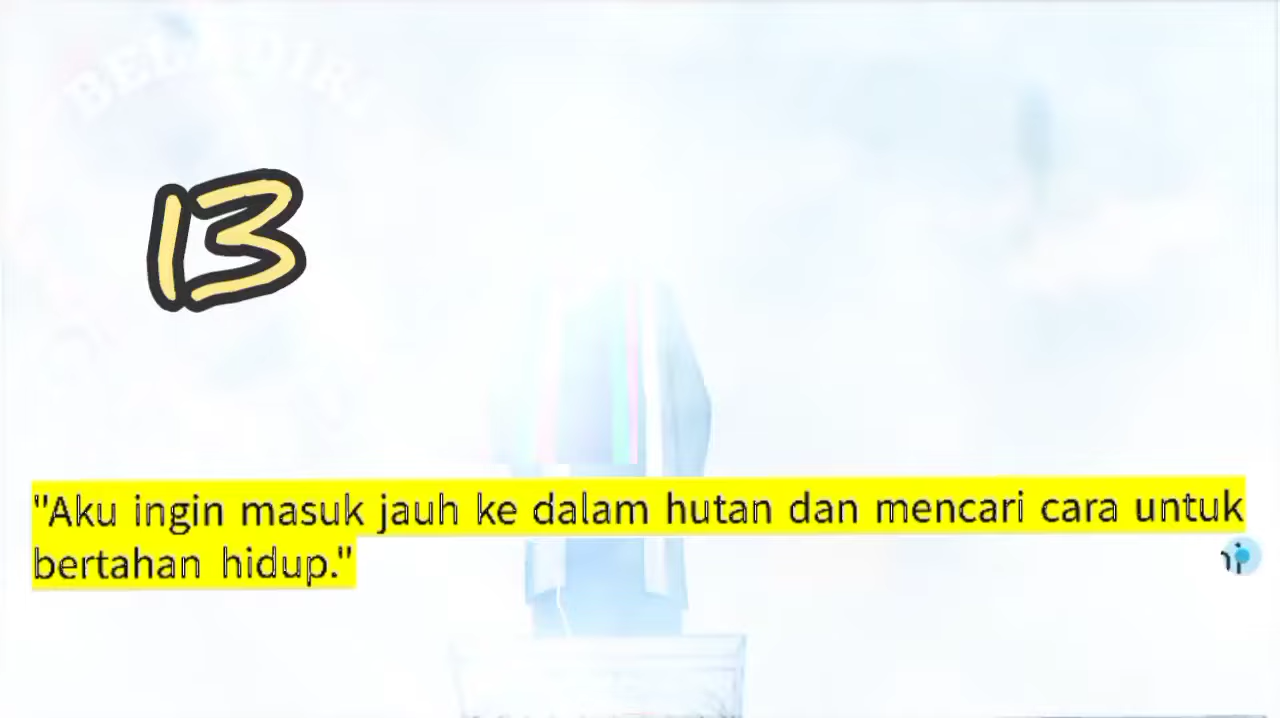 13
"Aku ingin masuk jauh ke dalam hutan dan mencari cara untuk
bertahan hidup."